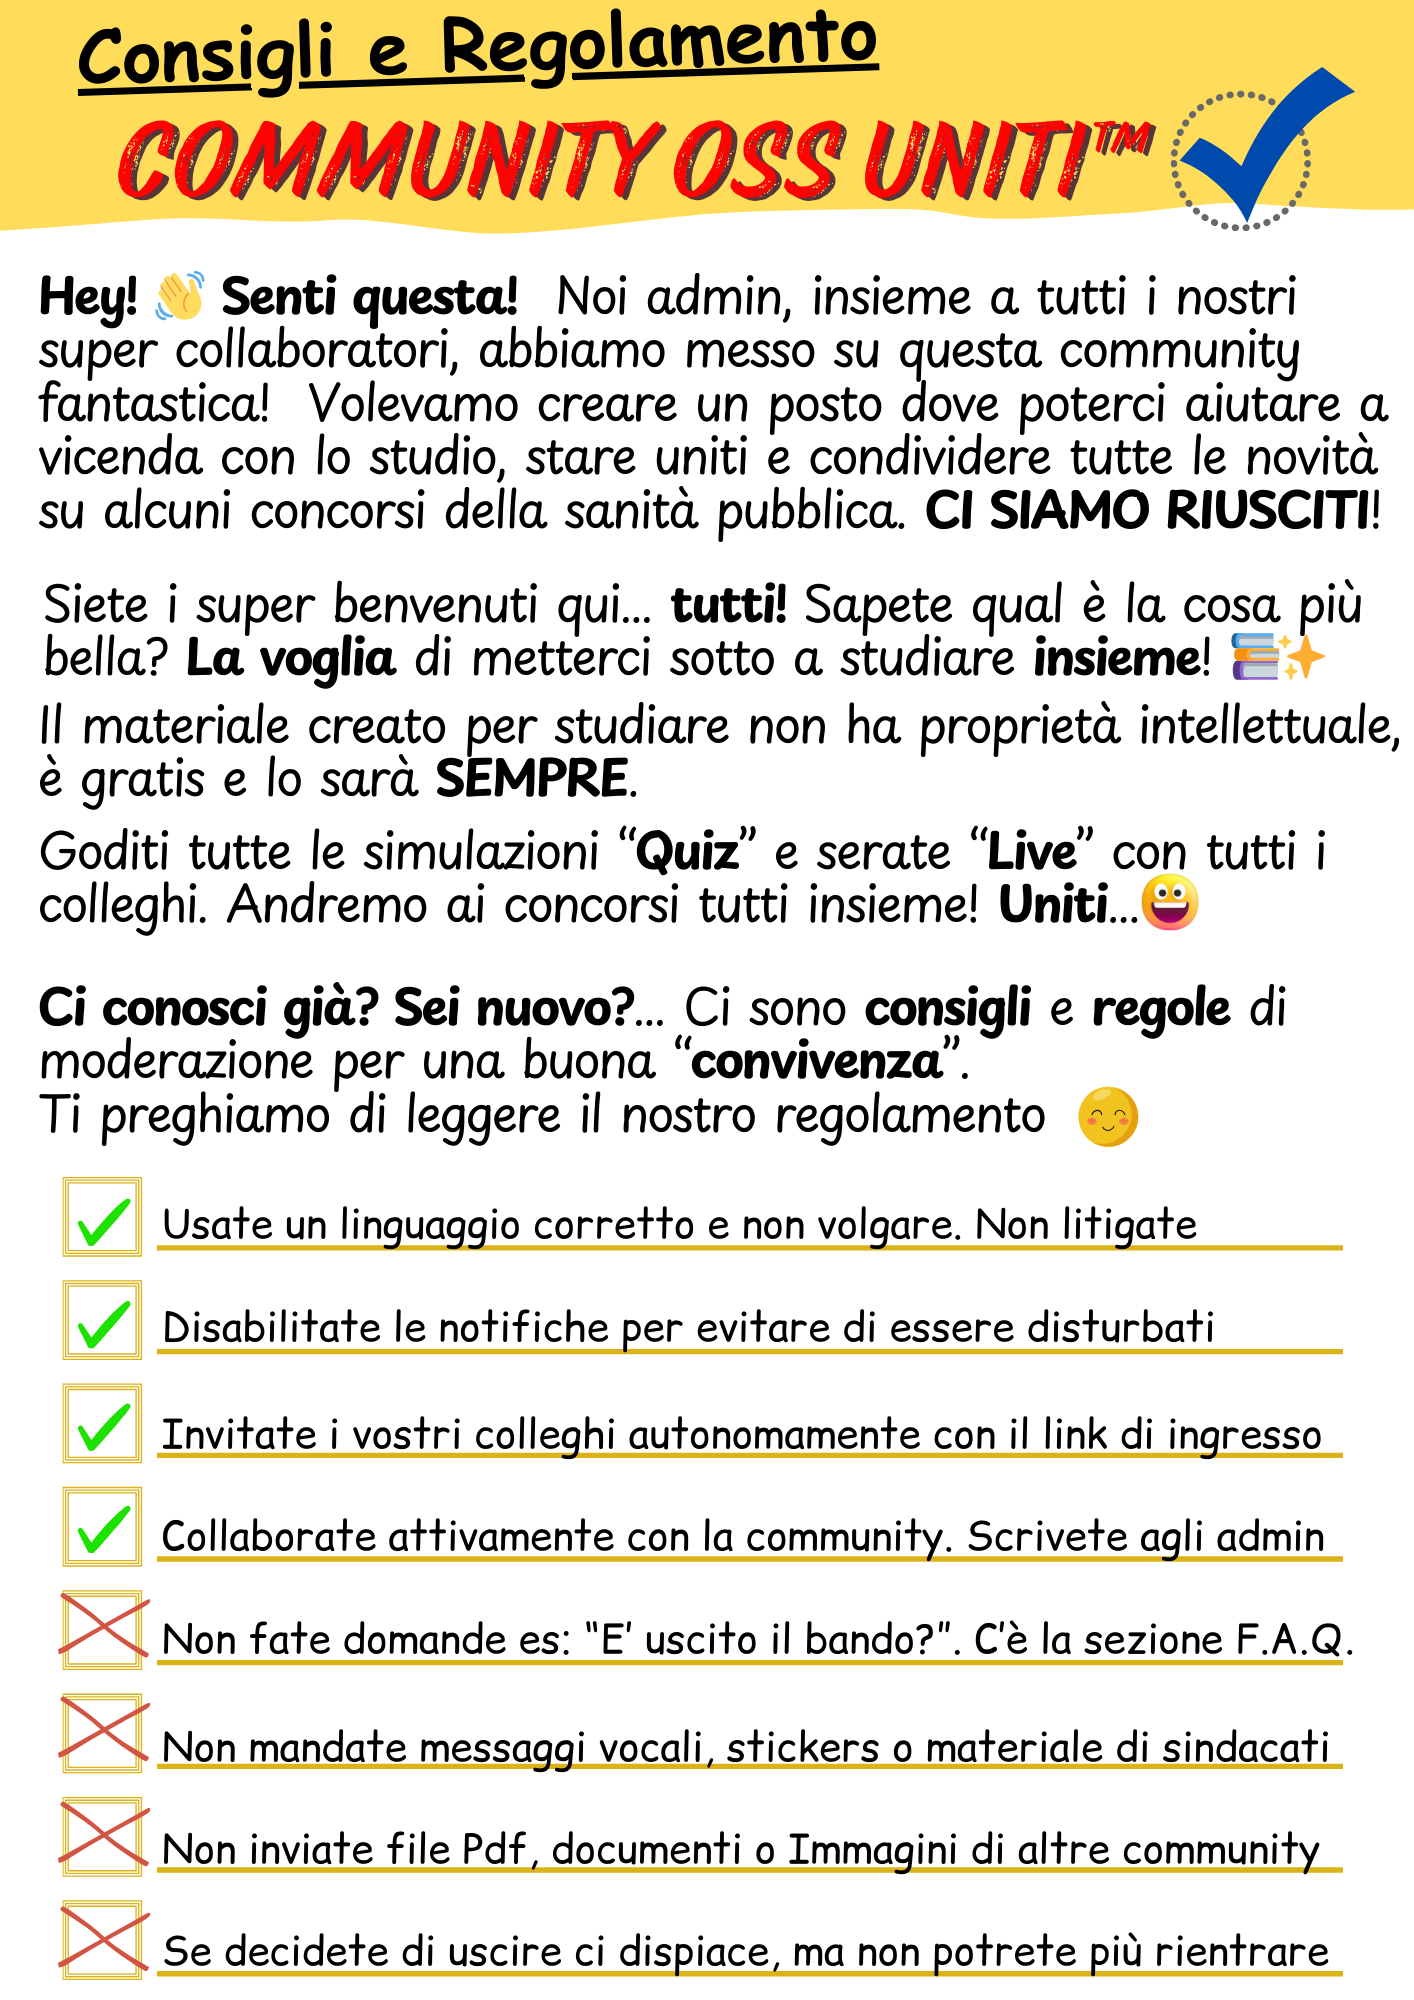 Consigli e Regolamento
COMMUNITY OSS UNITI™
Hey! 👋 Senti questa! Noi admin, insieme a tutti i nostri
super collaboratori, abbiamo messo su questa community
fantastica! Volevamo creare un posto dove poterci aiutare a
vicenda con lo studio, stare uniti e condividere tutte le novità
su alcuni concorsi della sanità pubblica. CI SIAMO RIUSCITI!
Siete i super benvenuti qui... tutti! Sapete qual è la cosa più
bella? La voglia di metterci sotto a studiare insieme! 📚✨
Il materiale creato per studiare non ha proprietà intellettuale,
è gratis e lo sarà SEMPRE.
Goditi tutte le simulazioni “Quiz” e serate “Live” con tutti i
colleghi. Andremo ai concorsi tutti insieme! Uniti...😀
Ci conosci già? Sei nuovo?... Ci sono consigli e regole di
moderazione per una buona “convivenza”.
Ti preghiamo di leggere il nostro regolamento 😊
Usate un linguaggio corretto e non volgare. Non litigate
Disabilitate le notifiche per evitare di essere disturbati
Invitate i vostri colleghi autonomamente con il link di ingresso
Collaborate attivamente con la community. Scrivete agli admin
Non fate domande es: "E' uscito il bando?". C'è la sezione F.A.Q.
Non mandate messaggi vocali, stickers o materiale di sindacati
Non inviate file Pdf, documenti o Immagini di altre community
Se decidete di uscire ci dispiace, ma non potrete più rientrare